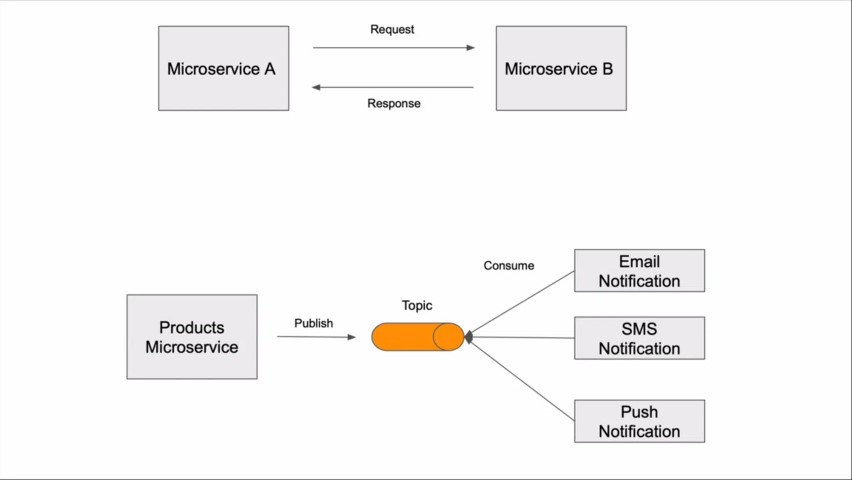 Request
Microservice A
Microservice B
Response
Consume
Email
Notification
Topic
Products
Microservice
Publish
SMS
Notification
Push
Notification